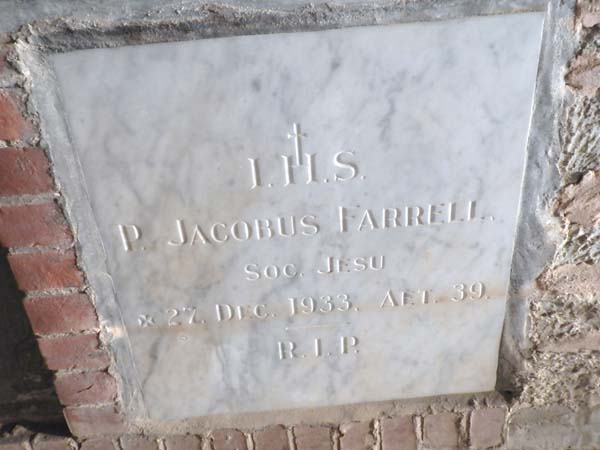 I.H.S.
P. JACOBUS FARRELL.
SOC. JESU
* 27. DEC. 1933. AET. 39.
R.I.P.